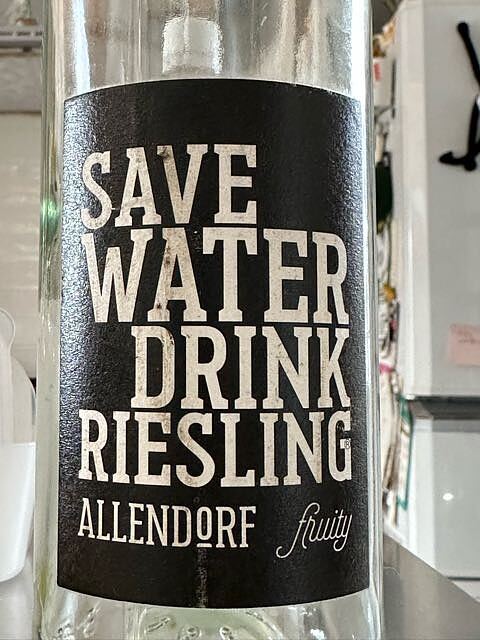 SAVE
WATER
DRINK
RIESLING®
ALLENDORF fruity